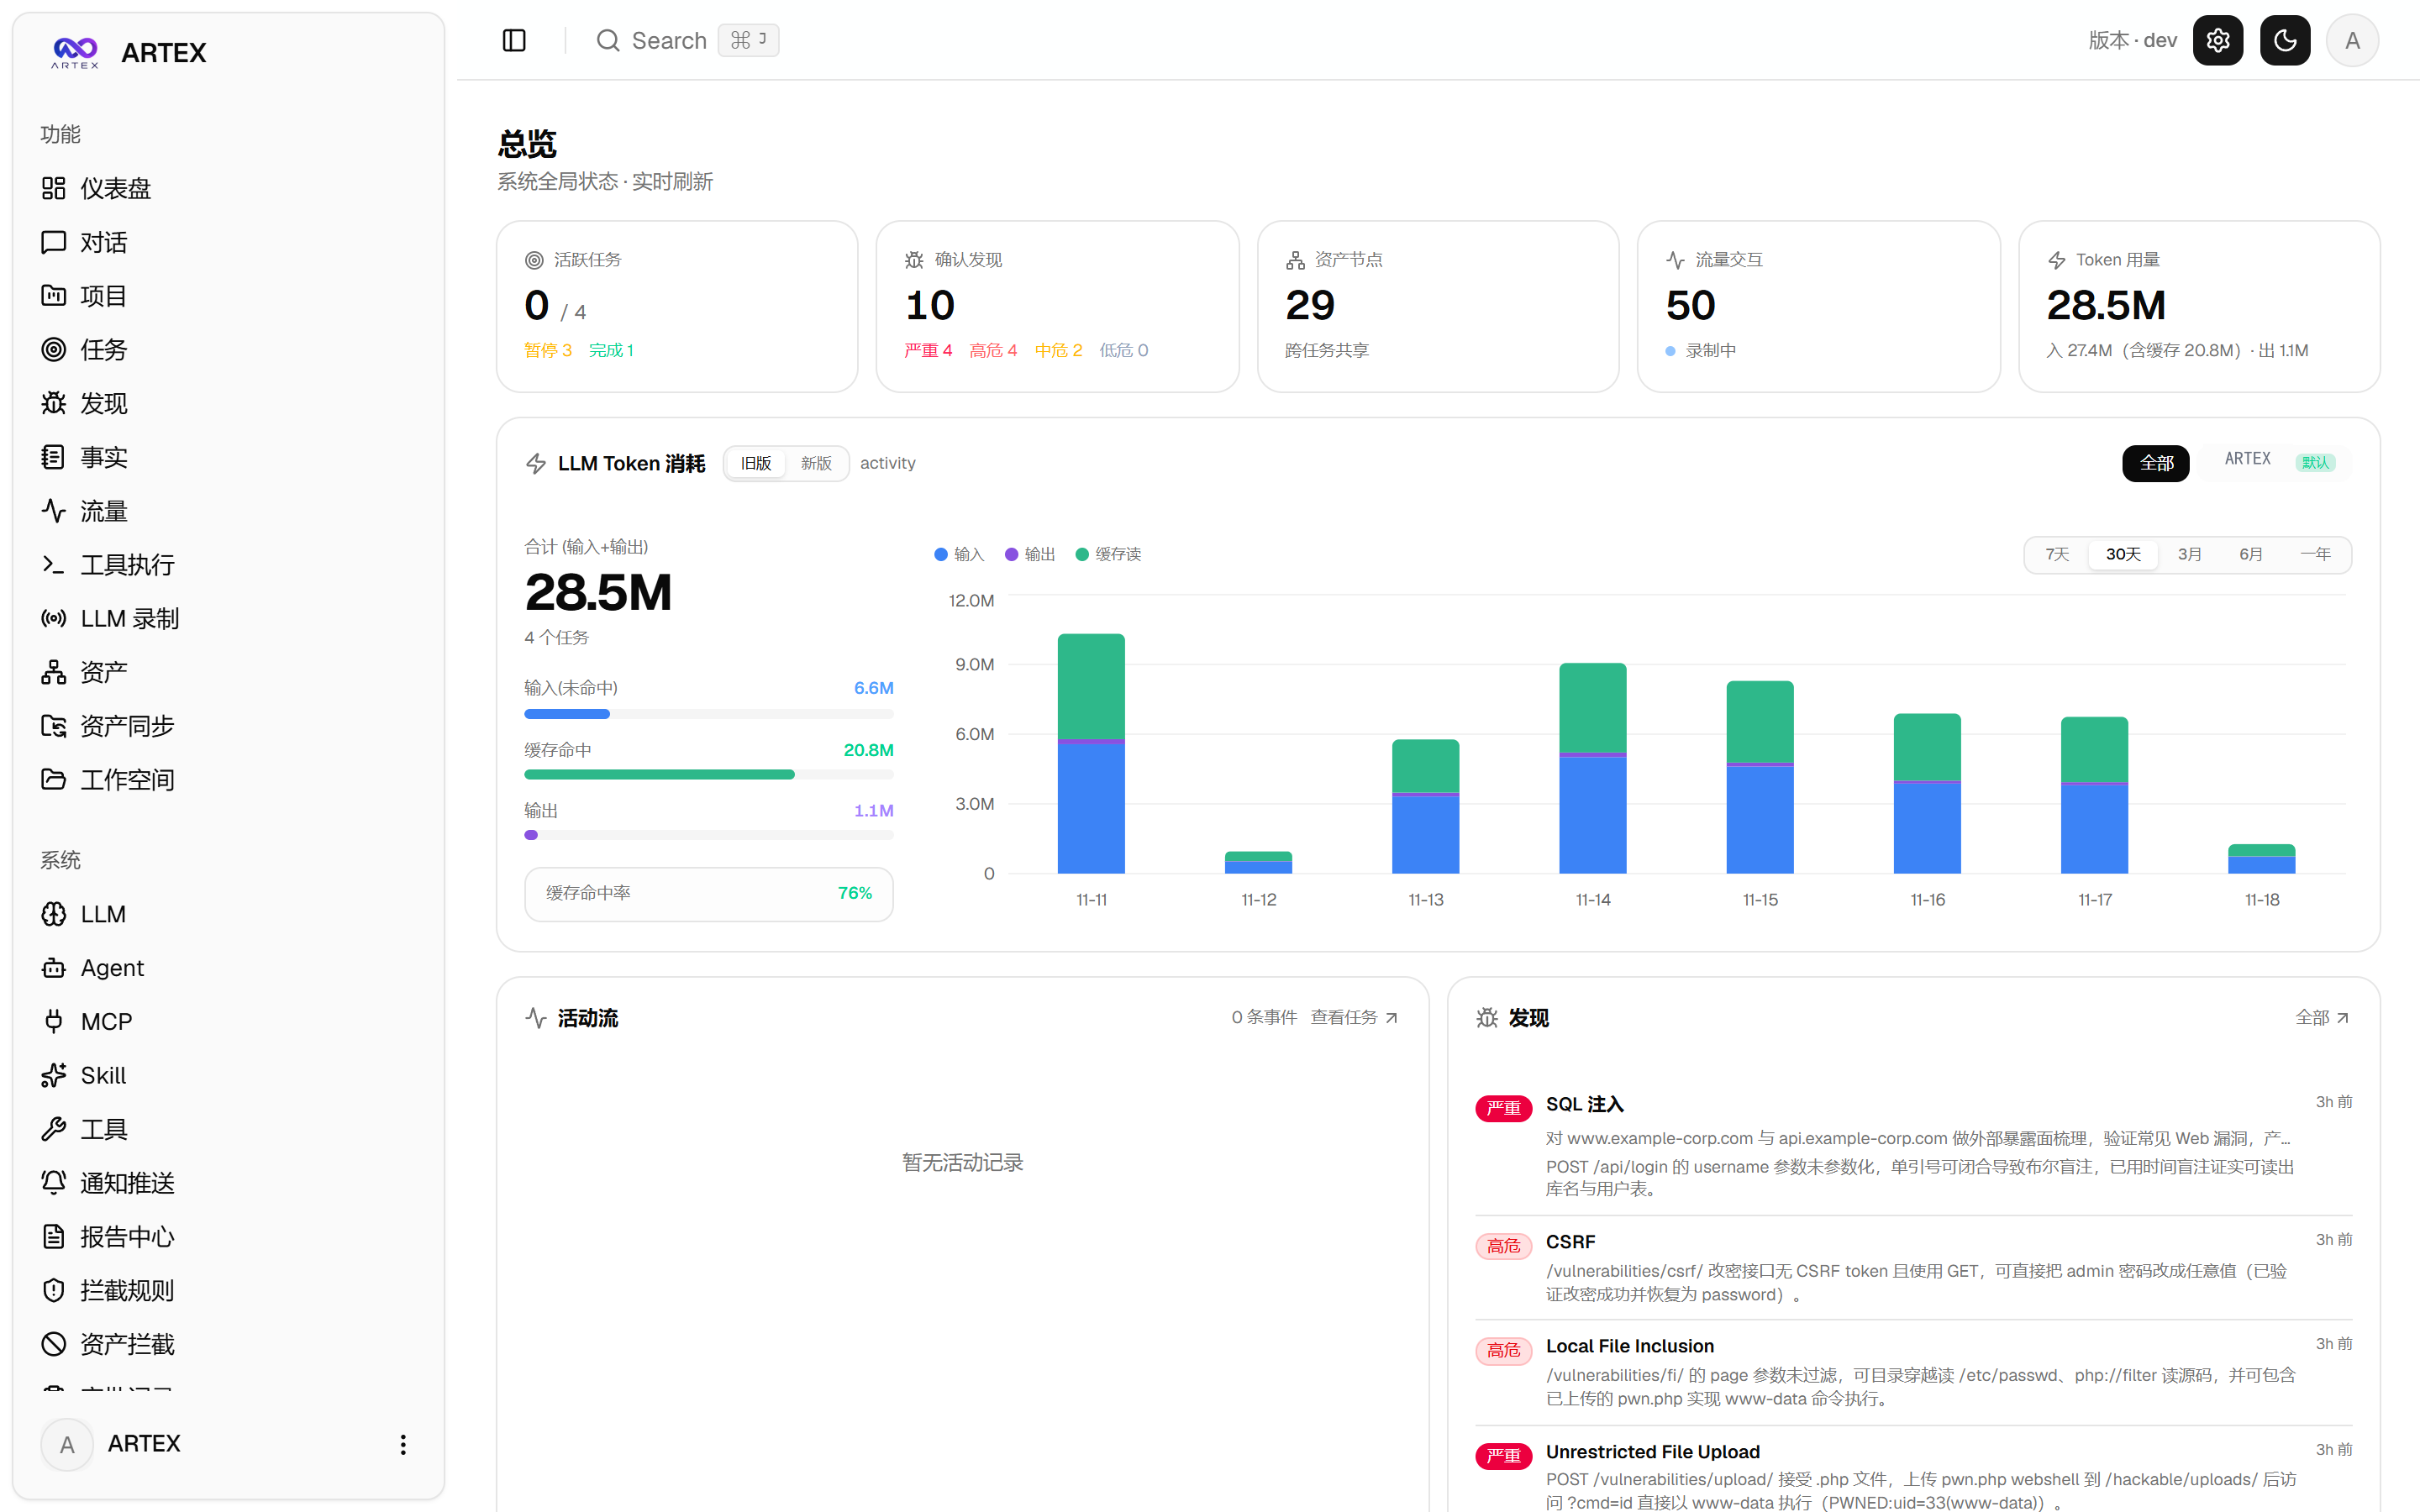 ARTEX
ARTEX
功能
仪表盘
对话
项目
任务
发现
事实
流量
工具执行
LLM 录制
资产
资产同步
工作空间
系统
LLM
Agent
MCP
Skill
工具
通知推送
报告中心
拦截规则
资产拦截
A ARTEX
Search ⌘ J
版本 · dev
A
总览
系统全局状态 · 实时刷新
活跃任务
0 / 4
暂停 3 完成 1
确认发现
10
严重 4 高危 4 中危 2 低危 0
资产节点
29
跨任务共享
流量交互
50
录制中
Token 用量
28.5M
入 27.4M（含缓存 20.8M）· 出 1.1M
LLM Token 消耗 旧版 新版 activity
全部 ARTEX 默认
合计 (输入+输出)
28.5M
4 个任务
输入(未命中) 6.6M
缓存命中 20.8M
输出 1.1M
缓存命中率 76%
输入 输出 缓存读
7天 30天 3月 6月 一年
12.0M
9.0M
6.0M
3.0M
0
11-11 11-12 11-13 11-14 11-15 11-16 11-17 11-18
活动流
0 条事件 查看任务
暂无活动记录
发现
全部
严重 SQL 注入 3h 前
对 www.example-corp.com 与 api.example-corp.com 做外部暴露面梳理，验证常见 Web 漏洞，产...
POST /api/login 的 username 参数未参数化，单引号可闭合导致布尔盲注，已用时间盲注证实可读出
库名与用户表。
高危 CSRF 3h 前
/vulnerabilities/csrf/ 改密接口无 CSRF token 且使用 GET，可直接把 admin 密码改成任意值（已验
证改密成功并恢复为 password）。
高危 Local File Inclusion 3h 前
/vulnerabilities/fi/ 的 page 参数未过滤，可目录穿越读 /etc/passwd、php://filter 读源码，并可包含
已上传的 pwn.php 实现 www-data 命令执行。
严重 Unrestricted File Upload 3h 前
POST /vulnerabilities/upload/ 接受 .php 文件，上传 pwn.php webshell 到 /hackable/uploads/ 后访
问 ?cmd=id 直接以 www-data 执行（PWNED:uid=33(www-data)）。